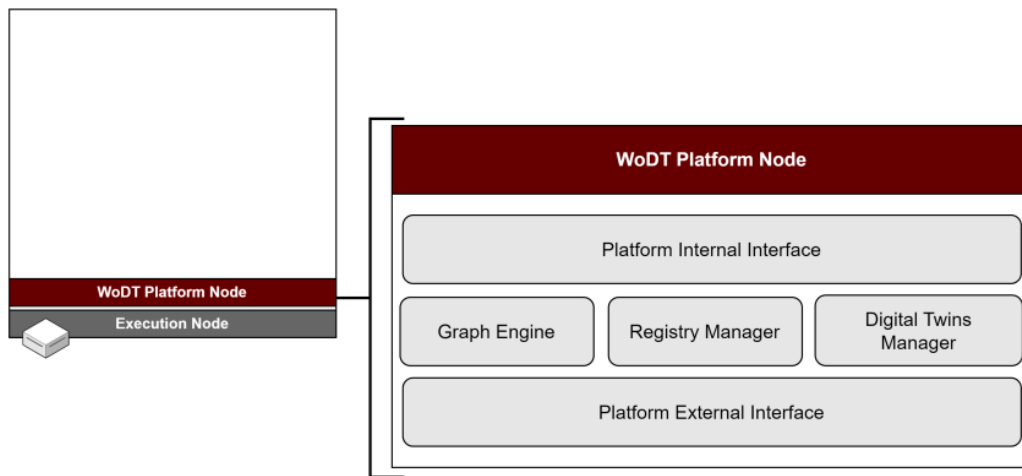 WoDT Platform Node
Execution Node
WoDT Platform Node
Platform Internal Interface
Graph Engine
Registry Manager
Digital Twins
Manager
Platform External Interface